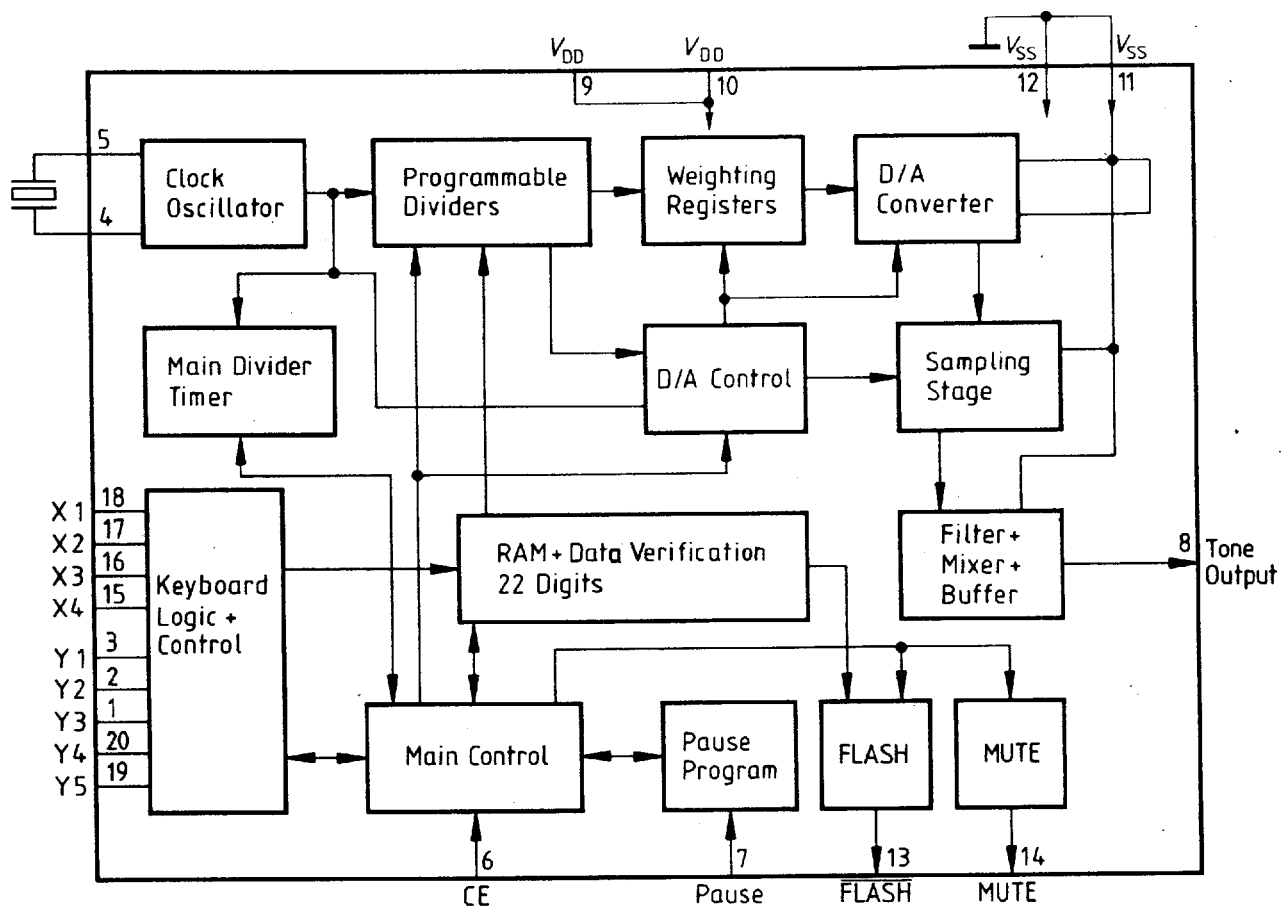 V_DD
V_DD
V_SS
V_SS
9
10
12
11
5
4
Clock
Oscillator
Programmable
Dividers
Weighting
Registers
D/A
Converter
Main Divider
Timer
D/A Control
Sampling
Stage
X1
18
X2
17
X3
16
X4
15
Y1
3
Y2
2
Y3
1
Y4
20
Y5
19
Keyboard
Logic +
Control
RAM + Data Verification
22 Digits
Filter +
Mixer +
Buffer
8
Tone
Output
Main Control
Pause
Program
FLASH
MUTE
6
7
13
14
CE
Pause
F̅L̅A̅S̅H̅
MUTE